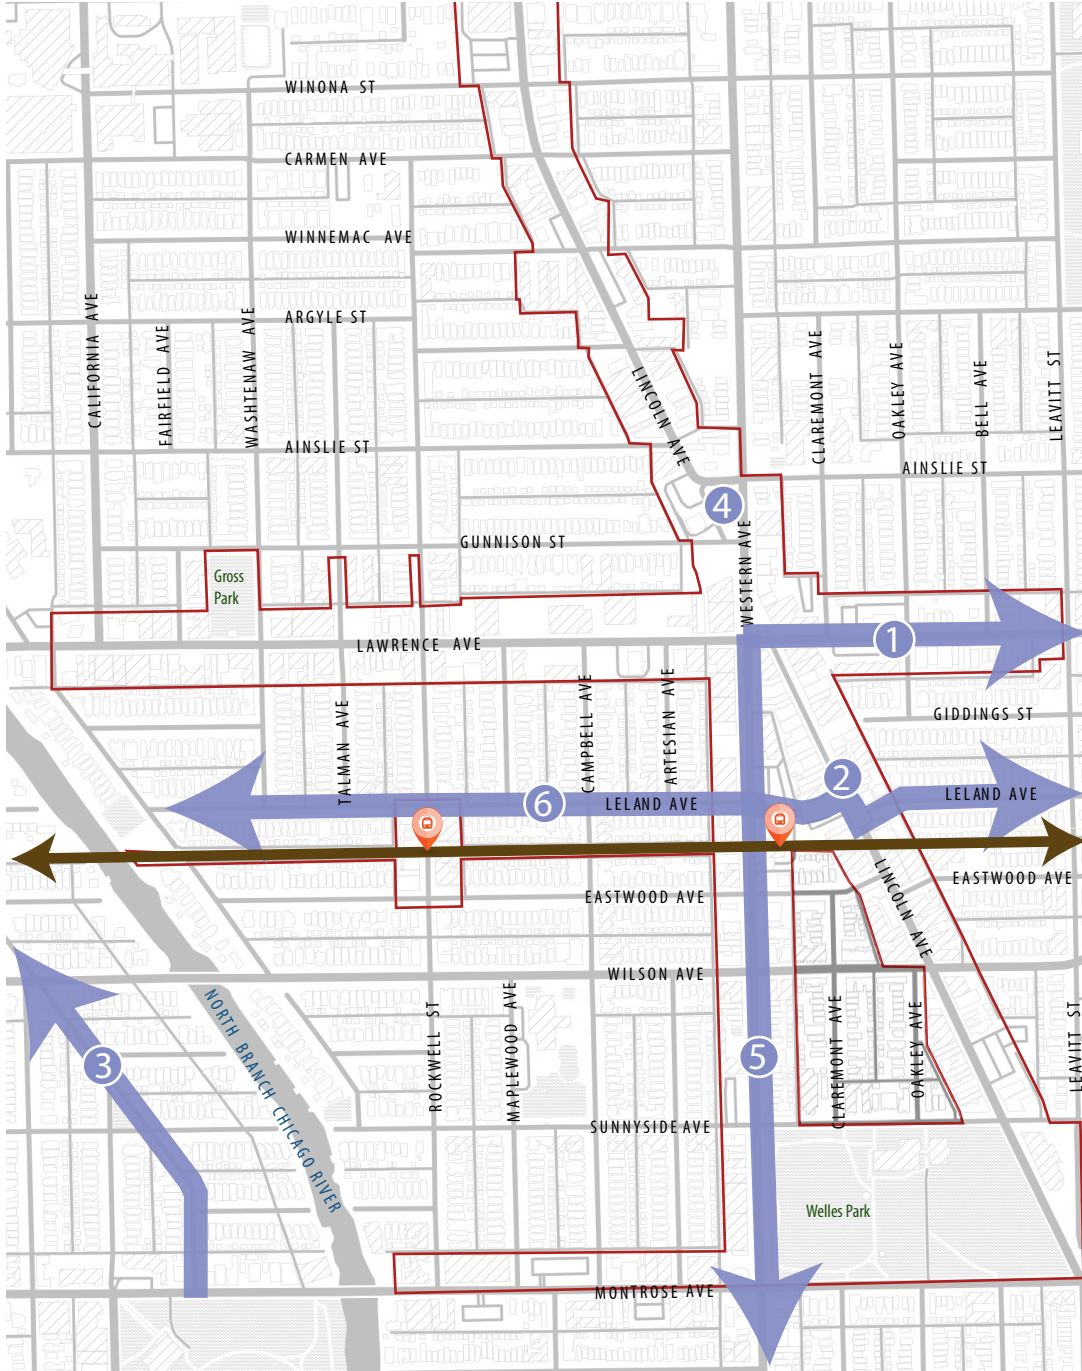 WINONA ST
CARMEN AVE
WINNEMAC AVE
ARGYLE ST
CALIFORNIA AVE
FAIRFIELD AVE
WASHTENAW AVE
LINCOLN AVE
CLAREMONT AVE
OAKLEY AVE
BELL AVE
LEAVITT ST
AINSLIE ST
AINSLIE ST
4
GUNNISON ST
WESTERN AVE
Gross
Park
LAWRENCE AVE
1
TALMAN AVE
CAMPBELL AVE
ARTESIAN AVE
GIDDINGS ST
2
6
LELAND AVE
LELAND AVE
EASTWOOD AVE
EASTWOOD AVE
LINCOLN AVE
WILSON AVE
NORTH BRANCH CHICAGO RIVER
ROCKWELL ST
MAPLEWOOD AVE
CLAREMONT AVE
OAKLEY AVE
LEAVITT ST
3
5
SUNNYSIDE AVE
Welles Park
MONTROSE AVE